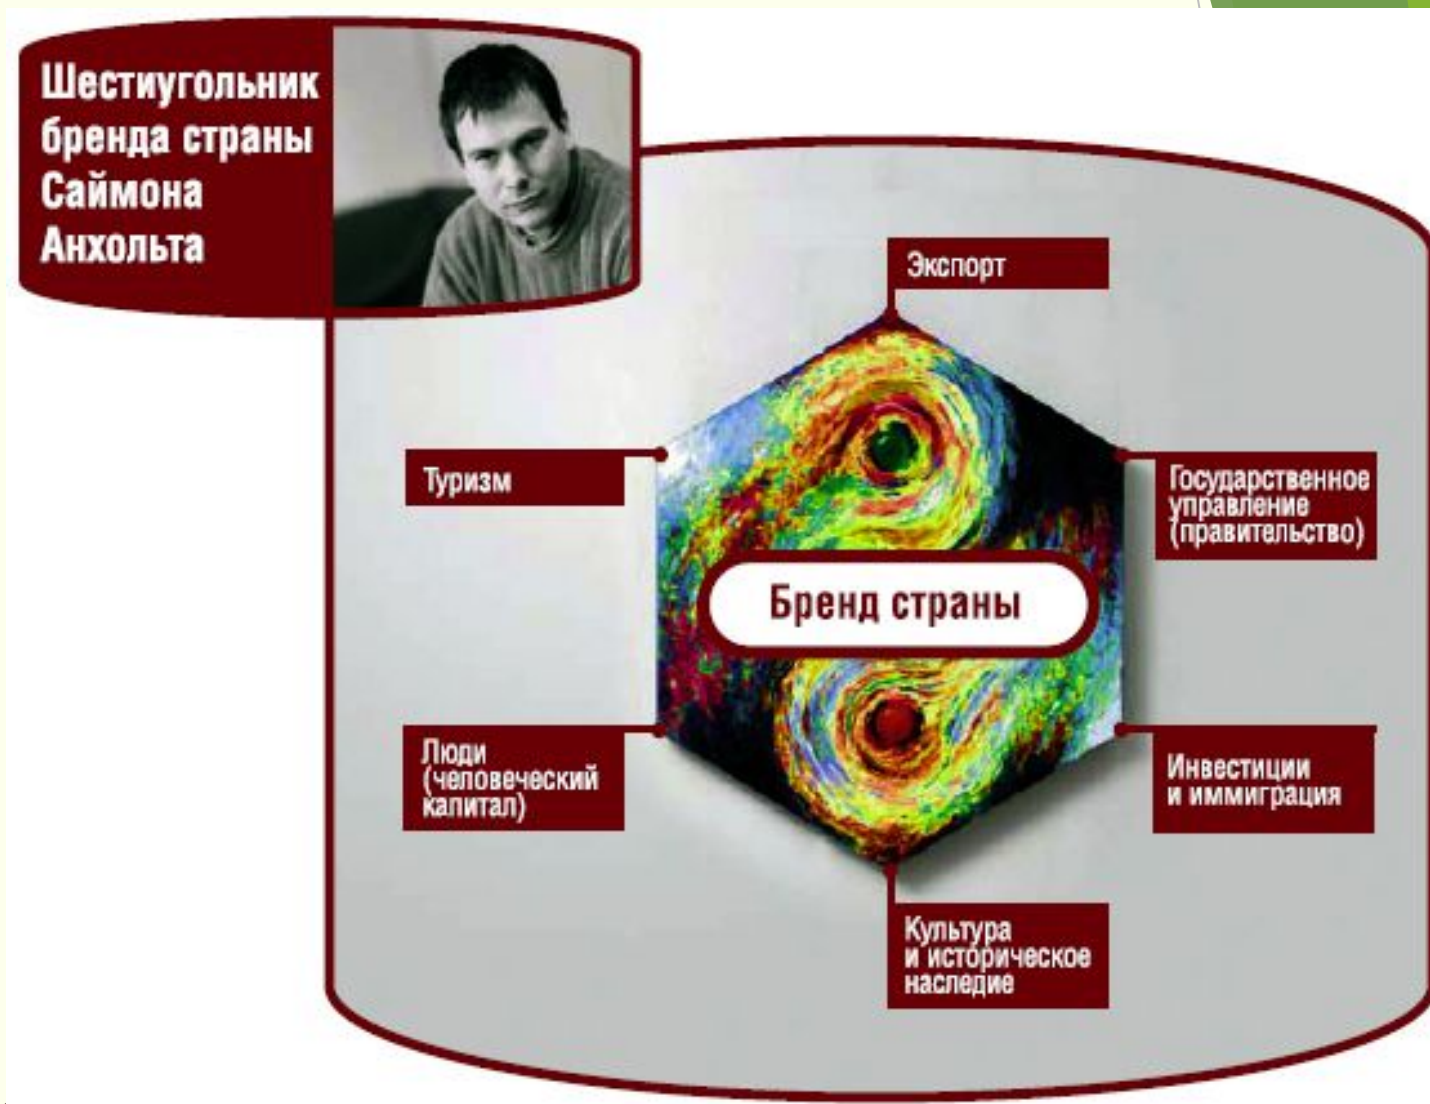 Шестиугольник
бренда страны
Саймона
Анхольта
Экспорт
Туризм
Государственное
управление
(правительство)
Бренд страны
Люди
(человеческий
капитал)
Инвестиции
и иммиграция
Культура
и историческое
наследие